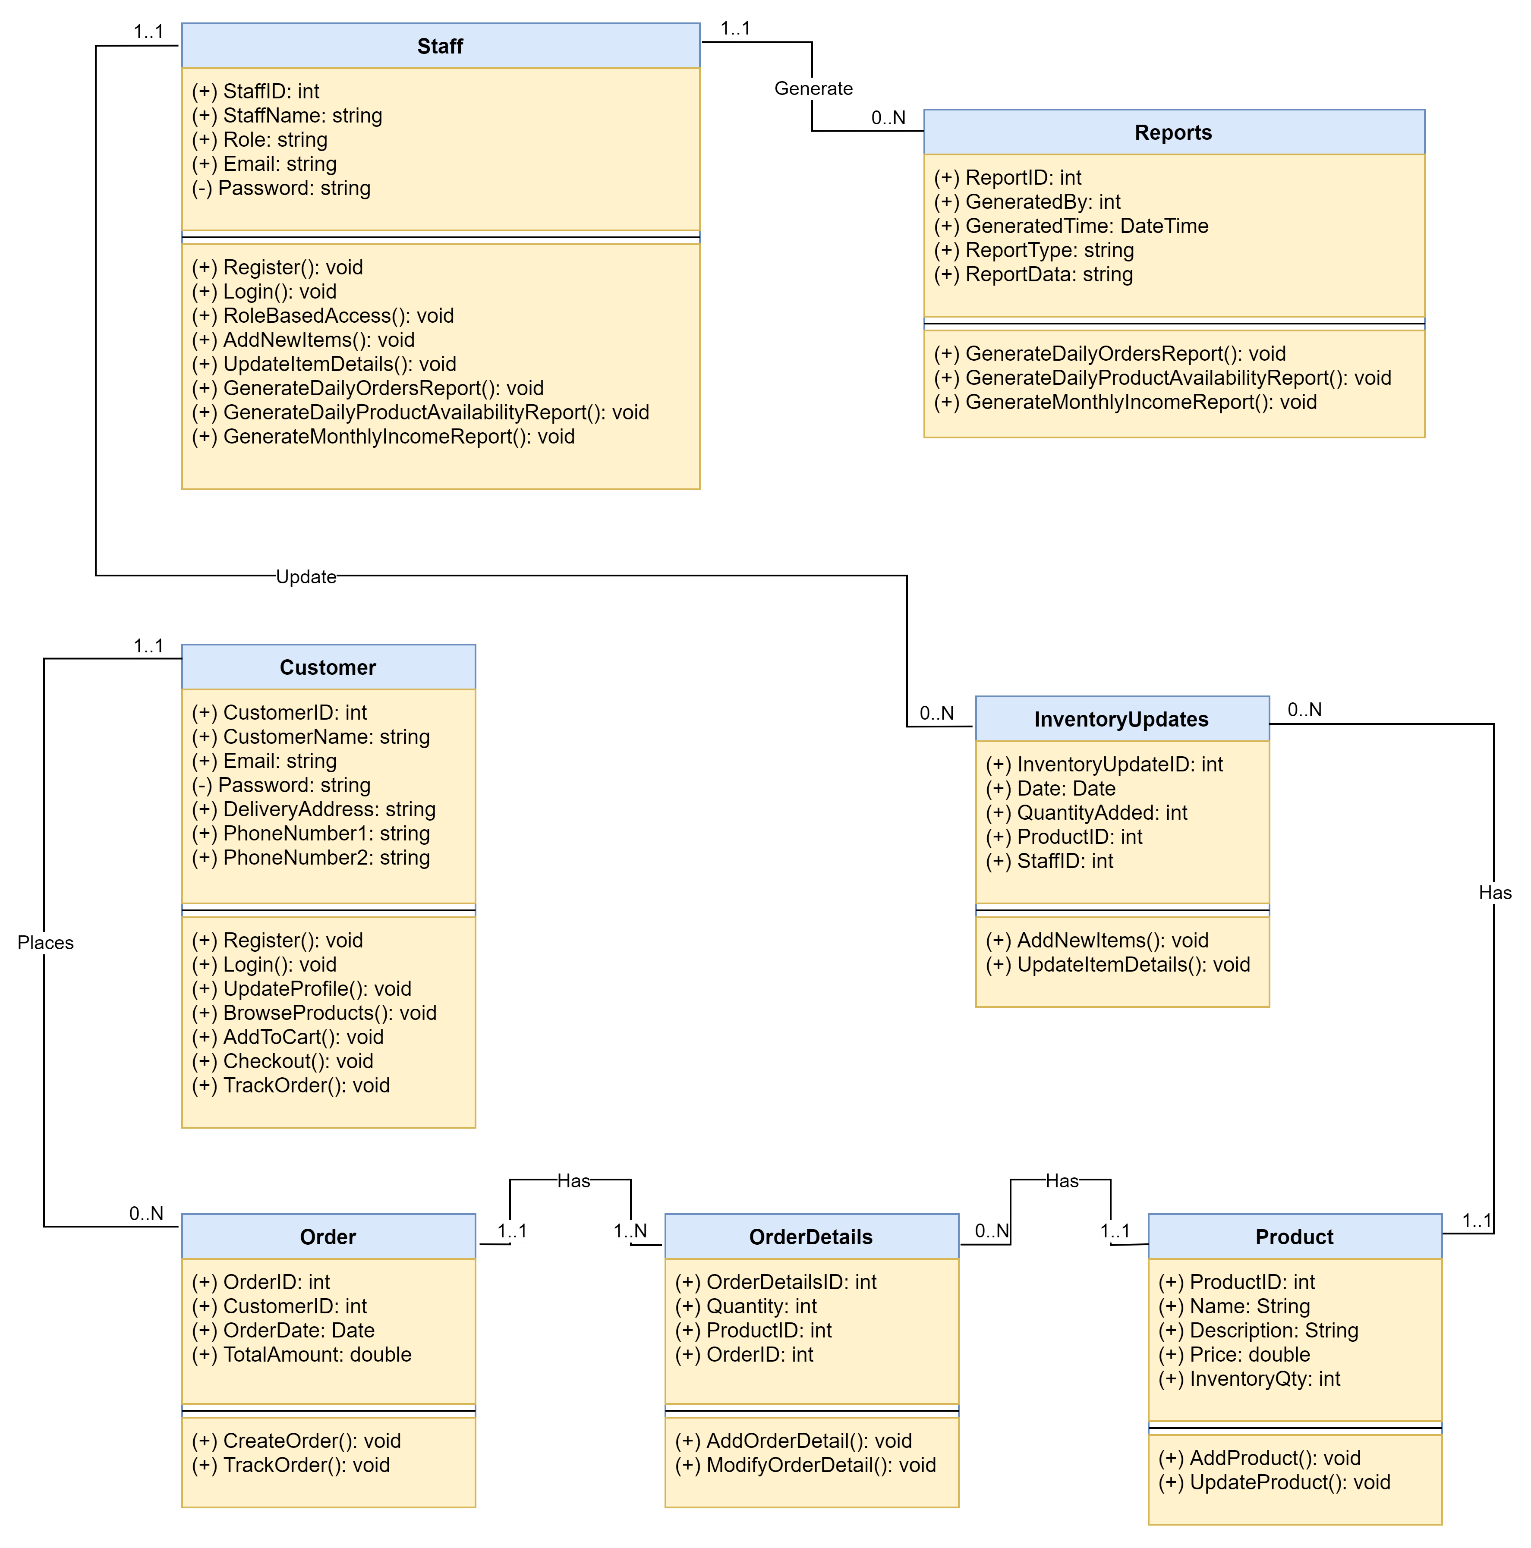 1..1
Staff
(+) StaffID: int
(+) StaffName: string
(+) Role: string
(+) Email: string
(-) Password: string
(+) Register(): void
(+) Login(): void
(+) RoleBasedAccess(): void
(+) AddNewItems(): void
(+) UpdateItemDetails(): void
(+) GenerateDailyOrdersReport(): void
(+) GenerateDailyProductAvailabilityReport(): void
(+) GenerateMonthlyIncomeReport(): void
1..1
Generate
0..N
Reports
(+) ReportID: int
(+) GeneratedBy: int
(+) GeneratedTime: DateTime
(+) ReportType: string
(+) ReportData: string
(+) GenerateDailyOrdersReport(): void
(+) GenerateDailyProductAvailabilityReport(): void
(+) GenerateMonthlyIncomeReport(): void
Update
1..1
Customer
(+) CustomerID: int
(+) CustomerName: string
(+) Email: string
(-) Password: string
(+) DeliveryAddress: string
(+) PhoneNumber1: string
(+) PhoneNumber2: string
(+) Register(): void
(+) Login(): void
(+) UpdateProfile(): void
(+) BrowseProducts(): void
(+) AddToCart(): void
(+) Checkout(): void
(+) TrackOrder(): void
Places
0..N
InventoryUpdates
0..N
(+) InventoryUpdateID: int
(+) Date: Date
(+) QuantityAdded: int
(+) ProductID: int
(+) StaffID: int
(+) AddNewItems(): void
(+) UpdateItemDetails(): void
Has
0..N
Order
(+) OrderID: int
(+) CustomerID: int
(+) OrderDate: Date
(+) TotalAmount: double
(+) CreateOrder(): void
(+) TrackOrder(): void
Has
1..1
1..N
OrderDetails
(+) OrderDetailsID: int
(+) Quantity: int
(+) ProductID: int
(+) OrderID: int
(+) AddOrderDetail(): void
(+) ModifyOrderDetail(): void
Has
0..N
1..1
Product
1..1
(+) ProductID: int
(+) Name: String
(+) Description: String
(+) Price: double
(+) InventoryQty: int
(+) AddProduct(): void
(+) UpdateProduct(): void